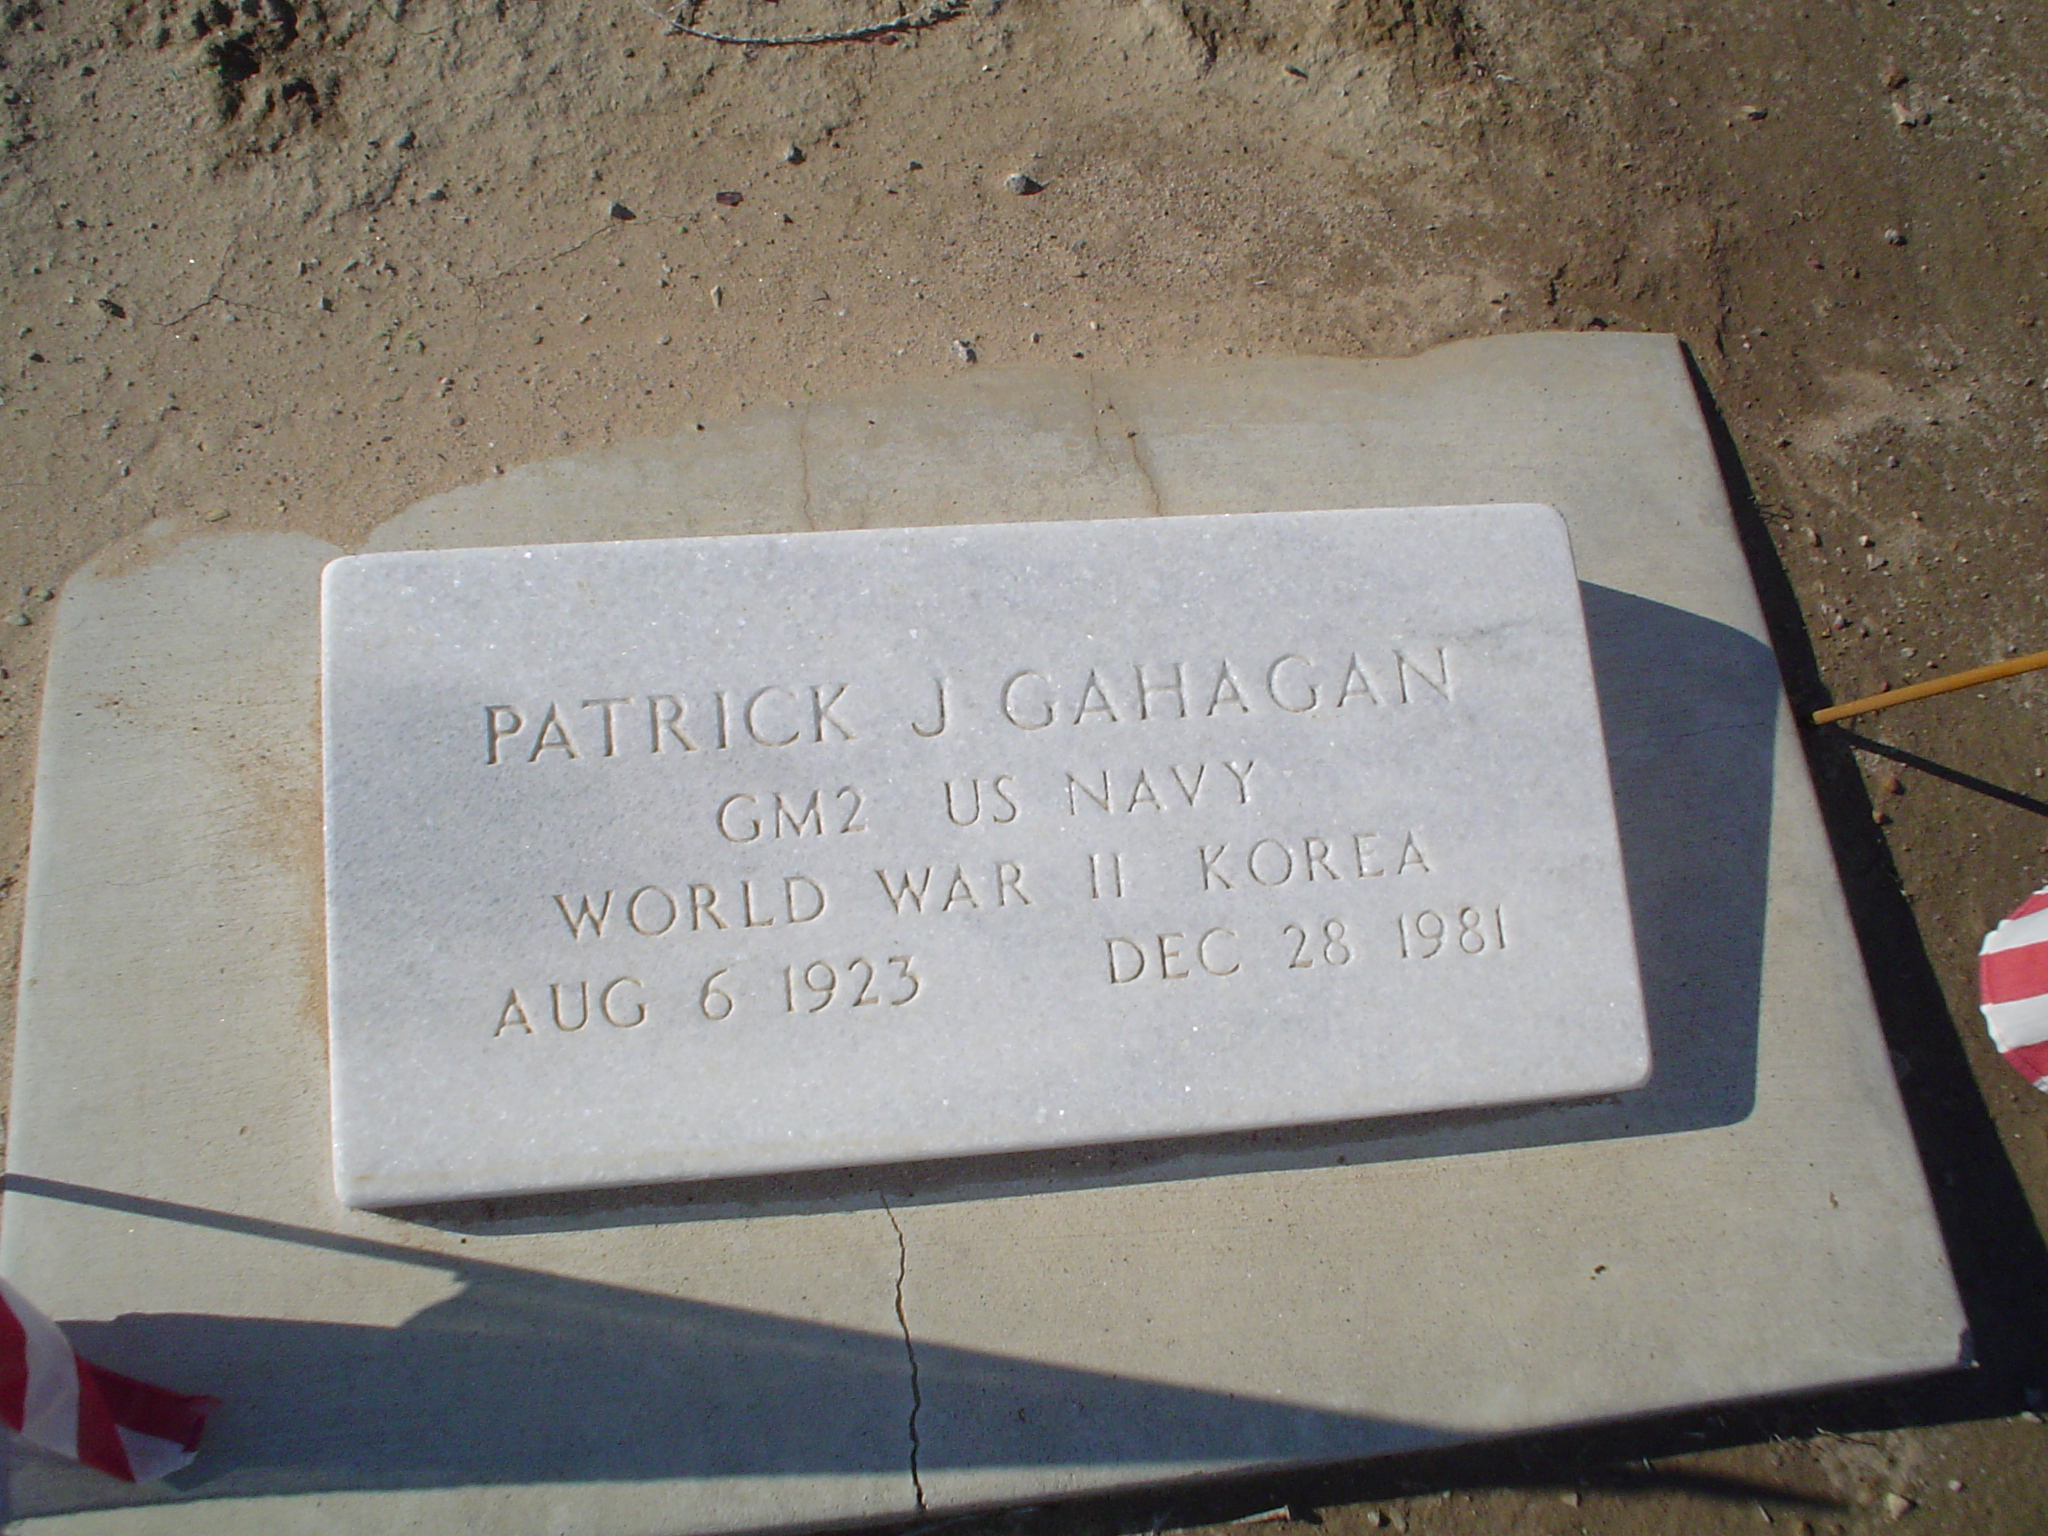 PATRICK J GAHAGAN
GM2 US NAVY
WORLD WAR II KOREA
AUG 6 1923 DEC 28 1981